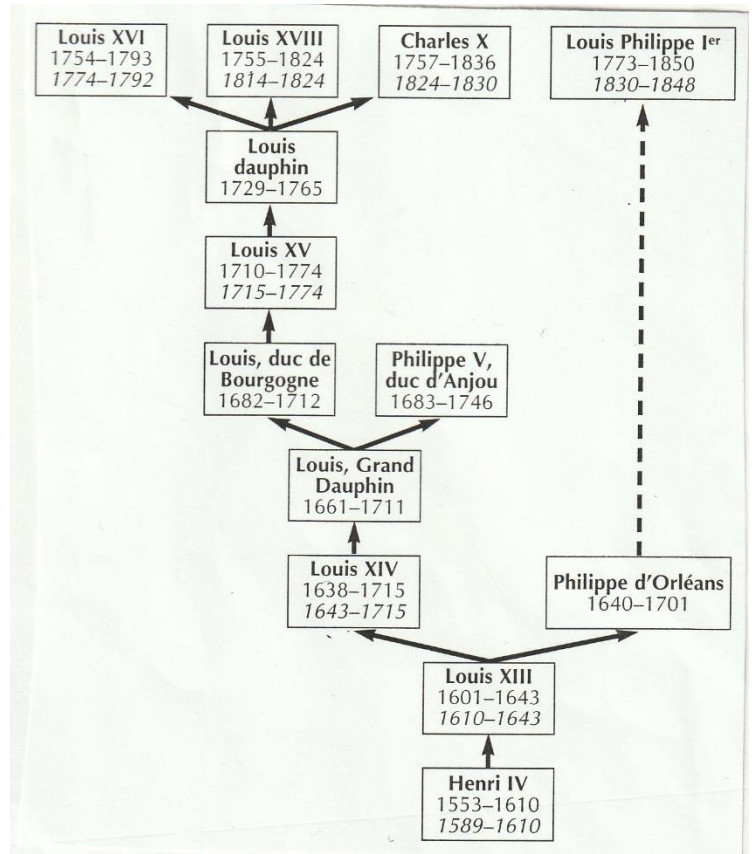 Louis XVI
1754–1793
1774–1792
Louis XVIII
1755–1824
1814–1824
Charles X
1757–1836
1824–1830
Louis Philippe Ier
1773–1850
1830–1848
Louis
dauphin
1729–1765
Louis XV
1710–1774
1715–1774
Louis, duc de
Bourgogne
1682–1712
Philippe V,
duc d'Anjou
1683–1746
Louis, Grand
Dauphin
1661–1711
Louis XIV
1638–1715
1643–1715
Philippe d'Orléans
1640–1701
Louis XIII
1601–1643
1610–1643
Henri IV
1553–1610
1589–1610